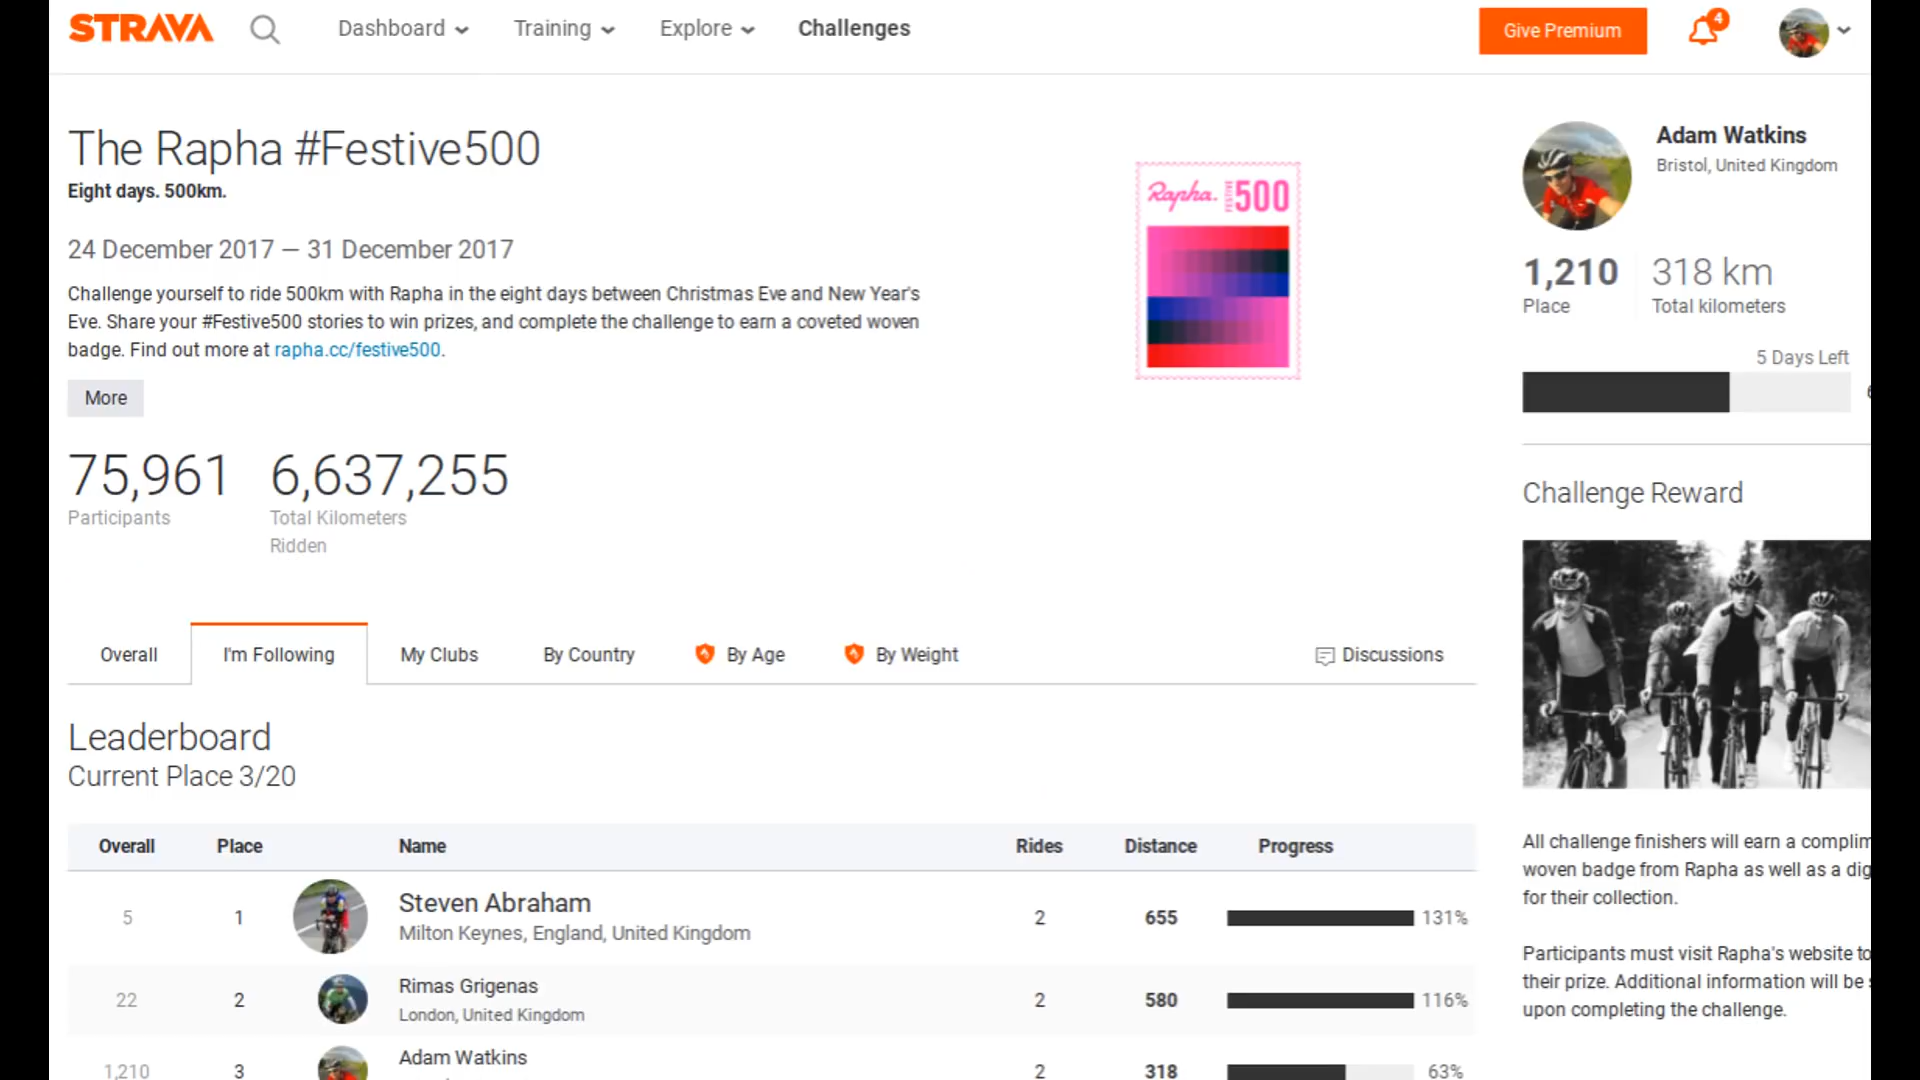 STRAVA
Dashboard
Training
Explore
Challenges
Give Premium
4
The Rapha #Festive500
Eight days. 500km.
24 December 2017 — 31 December 2017
Challenge yourself to ride 500km with Rapha in the eight days between Christmas Eve and New Year's
Eve. Share your #Festive500 stories to win prizes, and complete the challenge to earn a coveted woven
badge. Find out more at rapha.cc/festive500.
More
75,961
Participants
6,637,255
Total Kilometers
Ridden
Rapha. FESTIVE 500
Adam Watkins
Bristol, United Kingdom
1,210
Place
318 km
Total kilometers
5 Days Left
Challenge Reward
All challenge finishers will earn a complim
woven badge from Rapha as well as a dig
for their collection.
Participants must visit Rapha's website to
their prize. Additional information will be
upon completing the challenge.
Overall
I'm Following
My Clubs
By Country
By Age
By Weight
Discussions
Leaderboard
Current Place 3/20
Overall Place Name Rides Distance Progress
5 1 Steven Abraham 2 655 131%
Milton Keynes, England, United Kingdom
22 2 Rimas Grigenas 2 580 116%
London, United Kingdom
1,210 3 Adam Watkins 2 318 63%